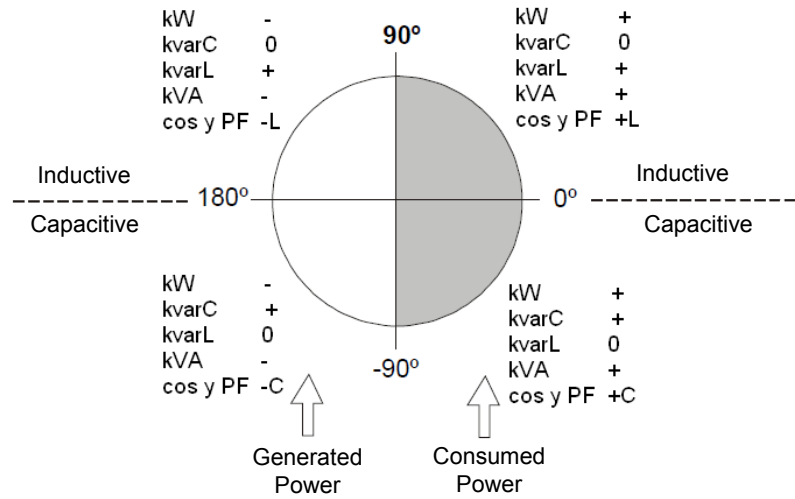 kW -
kvarC 0
kvarL +
kVA -
cos y PF -L
90º
kW +
kvarC 0
kvarL +
kVA +
cos y PF +L
Inductive
Capacitive
180º
0º
Inductive
Capacitive
kW -
kvarC +
kvarL 0
kVA -
cos y PF -C
-90º
kW +
kvarC +
kvarL 0
kVA +
cos y PF +C
Generated
Power
Consumed
Power